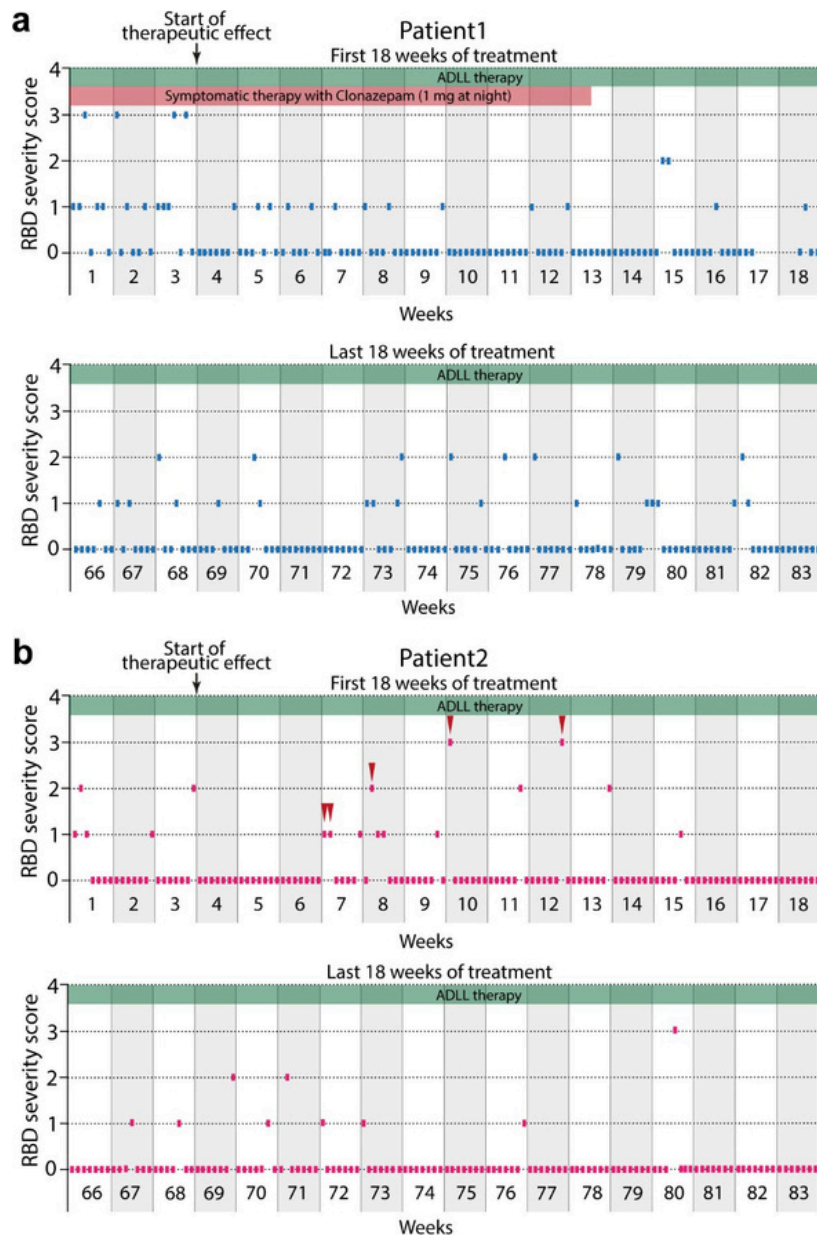 a
Start of
therapeutic effect
Patient1
First 18 weeks of treatment
4
ADLL therapy
Symptomatic therapy with Clonazepam (1 mg at night)
3
2
1
0
RBD severity score
1 2 3 4 5 6 7 8 9 10 11 12 13 14 15 16 17 18
Weeks
Last 18 weeks of treatment
4
ADLL therapy
3
2
1
0
RBD severity score
66 67 68 69 70 71 72 73 74 75 76 77 78 79 80 81 82 83
Weeks
b
Start of
therapeutic effect
Patient2
First 18 weeks of treatment
4
ADLL therapy
3
2
1
0
RBD severity score
1 2 3 4 5 6 7 8 9 10 11 12 13 14 15 16 17 18
Weeks
Last 18 weeks of treatment
4
ADLL therapy
3
2
1
0
RBD severity score
66 67 68 69 70 71 72 73 74 75 76 77 78 79 80 81 82 83
Weeks